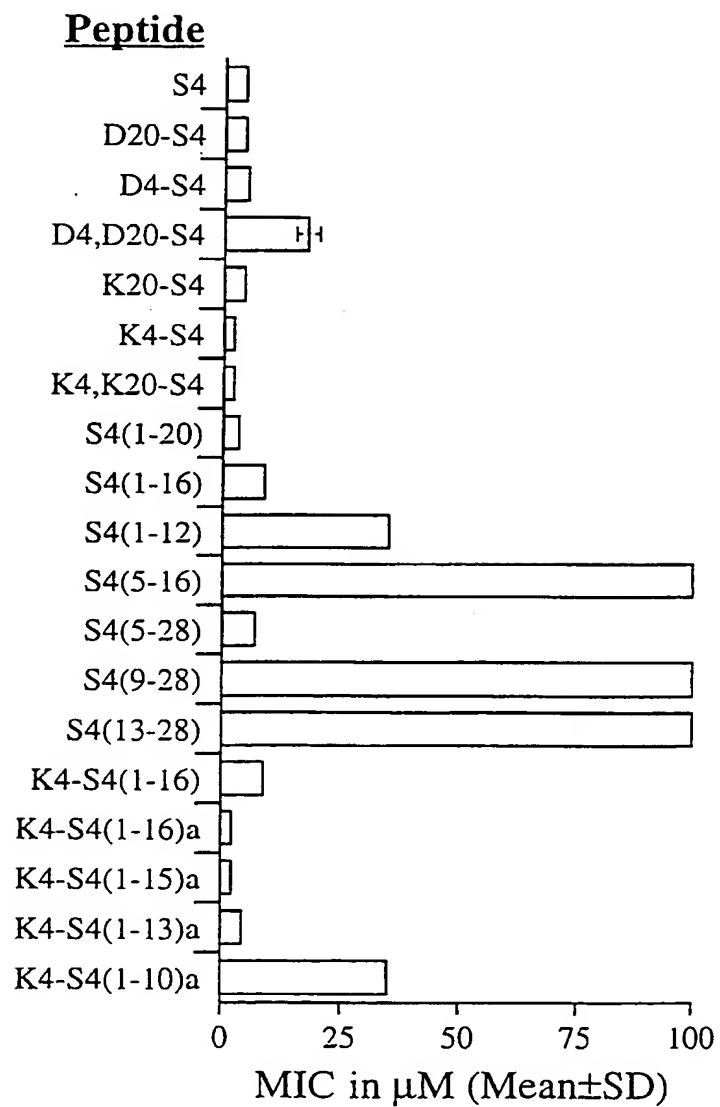 Peptide
S4
D20-S4
D4-S4
D4,D20-S4
K20-S4
K4-S4
K4,K20-S4
S4(1-20)
S4(1-16)
S4(1-12)
S4(5-16)
S4(5-28)
S4(9-28)
S4(13-28)
K4-S4(1-16)
K4-S4(1-16)a
K4-S4(1-15)a
K4-S4(1-13)a
K4-S4(1-10)a
0 25 50 75 100
MIC in μM (Mean±SD)